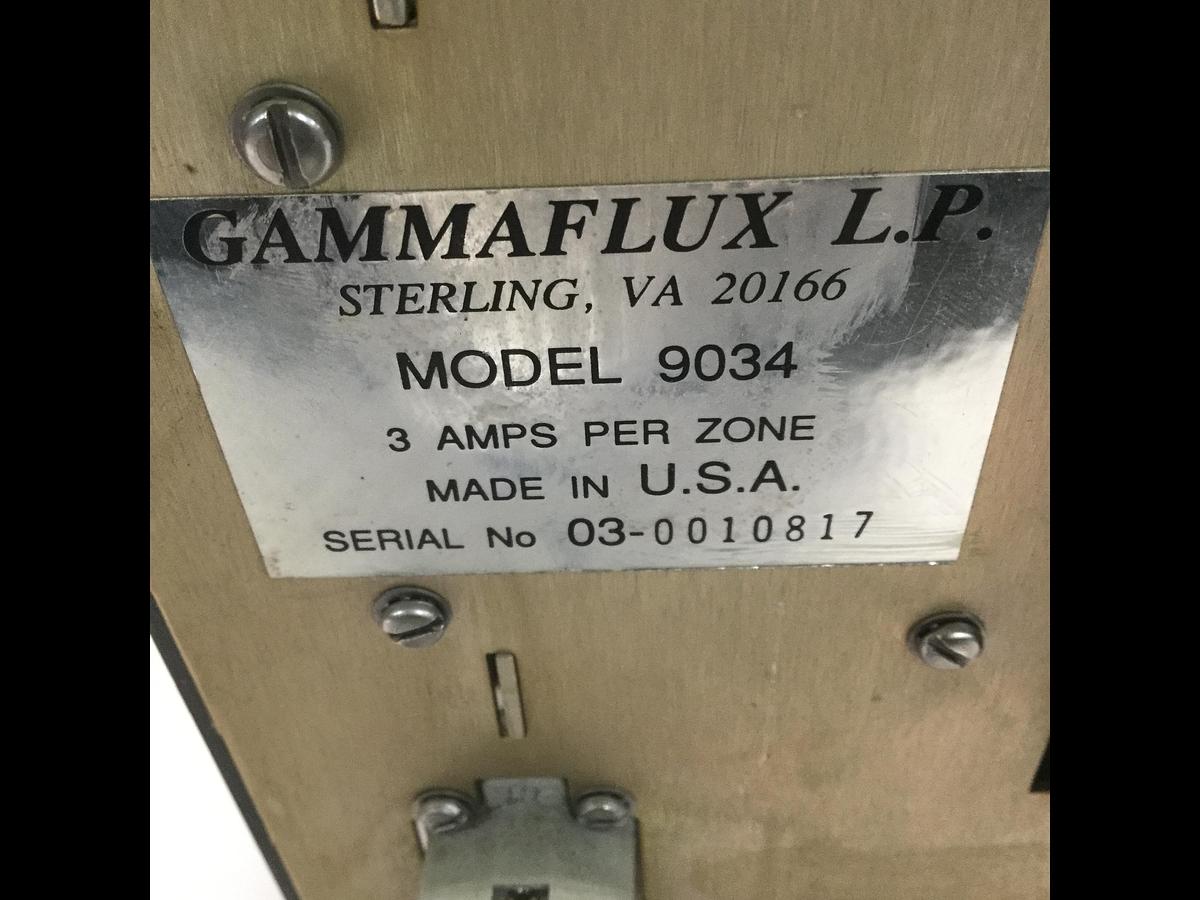 GAMMAFLUX L.P.
STERLING, VA 20166
MODEL 9034
3 AMPS PER ZONE
MADE IN U.S.A.
SERIAL No 03-0010817